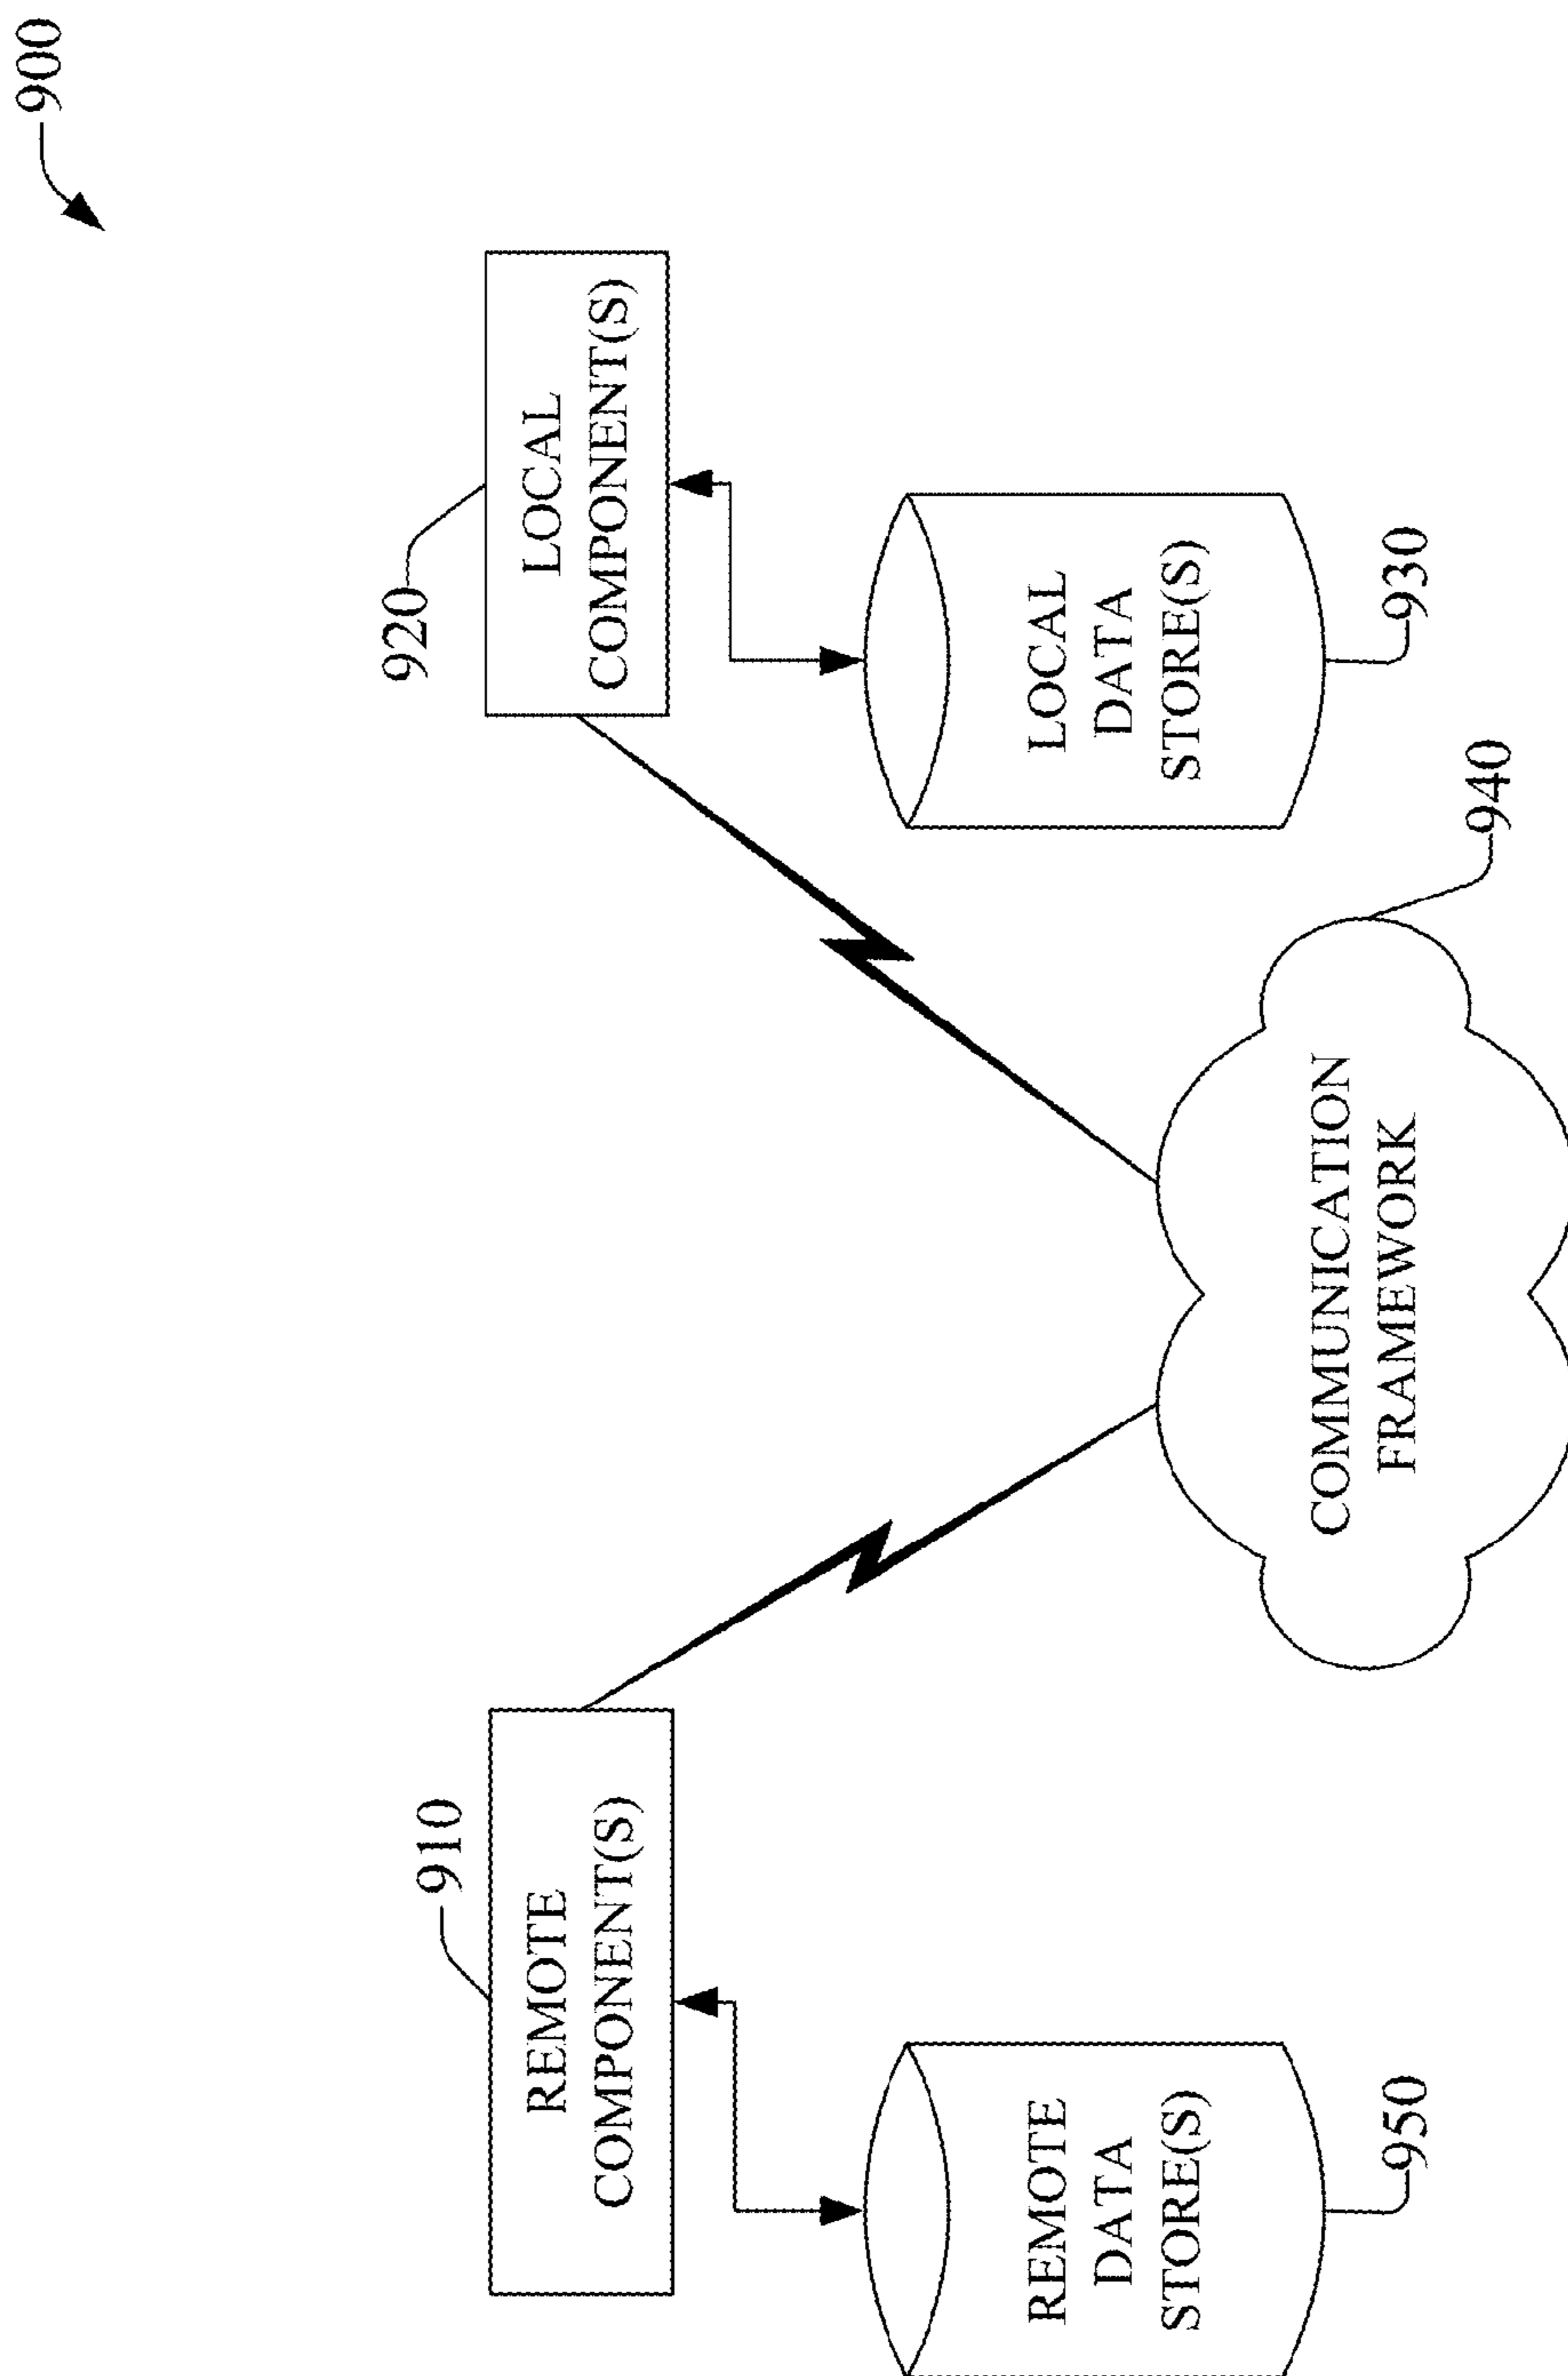 900
910
REMOTE
COMPONENT(S)
920
LOCAL
COMPONENT(S)
REMOTE
DATA
STORE(S)
950
LOCAL
DATA
STORE(S)
930
COMMUNICATION
FRAMEWORK
940